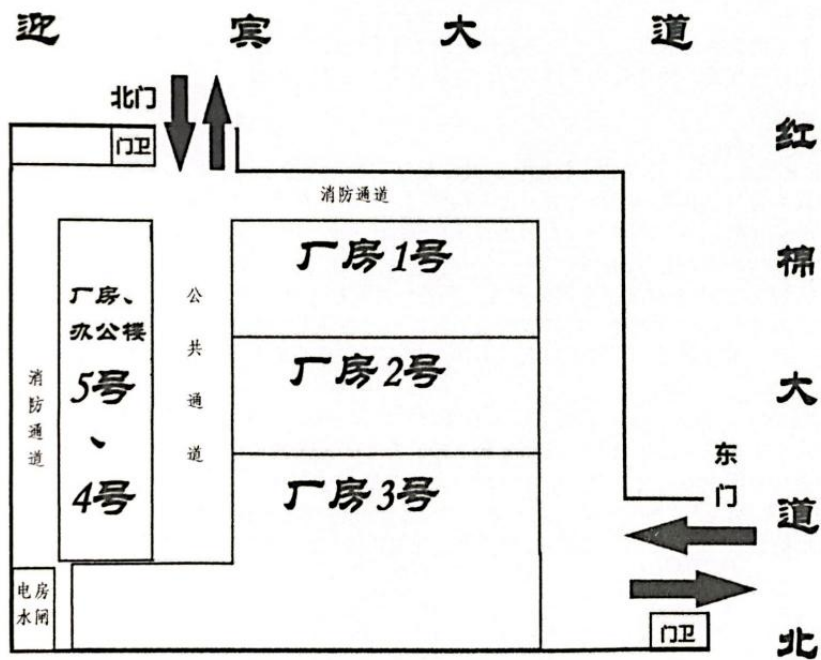 迎宾大道
北门
门卫
红棉大道北
消防通道
厂房1号
厂房、
办公楼
5号
、
4号
公共通道
厂房2号
消防通道
厂房3号
东门
电房
水闸
门卫